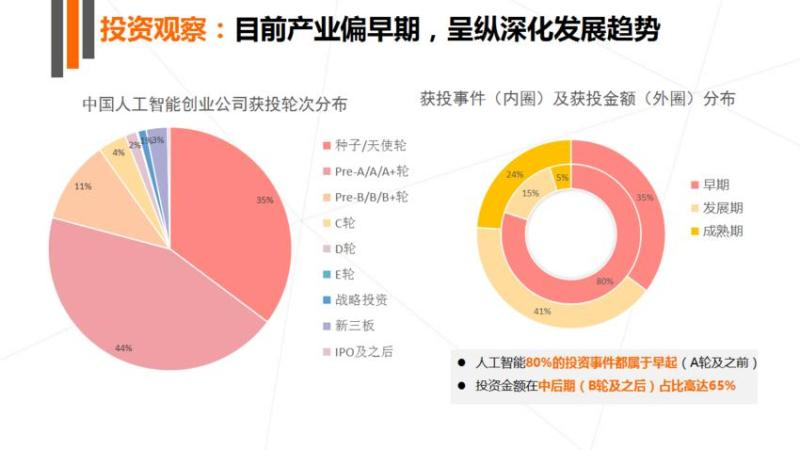 投资观察：目前产业偏早期，呈纵深化发展趋势
中国人工智能创业公司获投轮次分布
35%
44%
11%
4%
2%
1%
3%
种子/天使轮
Pre-A/A/A+轮
Pre-B/B/B+轮
C轮
D轮
E轮
战略投资
新三板
IPO及之后
获投事件（内圈）及获投金额（外圈）分布
24%
5%
15%
35%
80%
41%
早期
发展期
成熟期
人工智能80%的投资事件都属于早起（A轮及之前）
投资金额在中后期（B轮及之后）占比高达65%